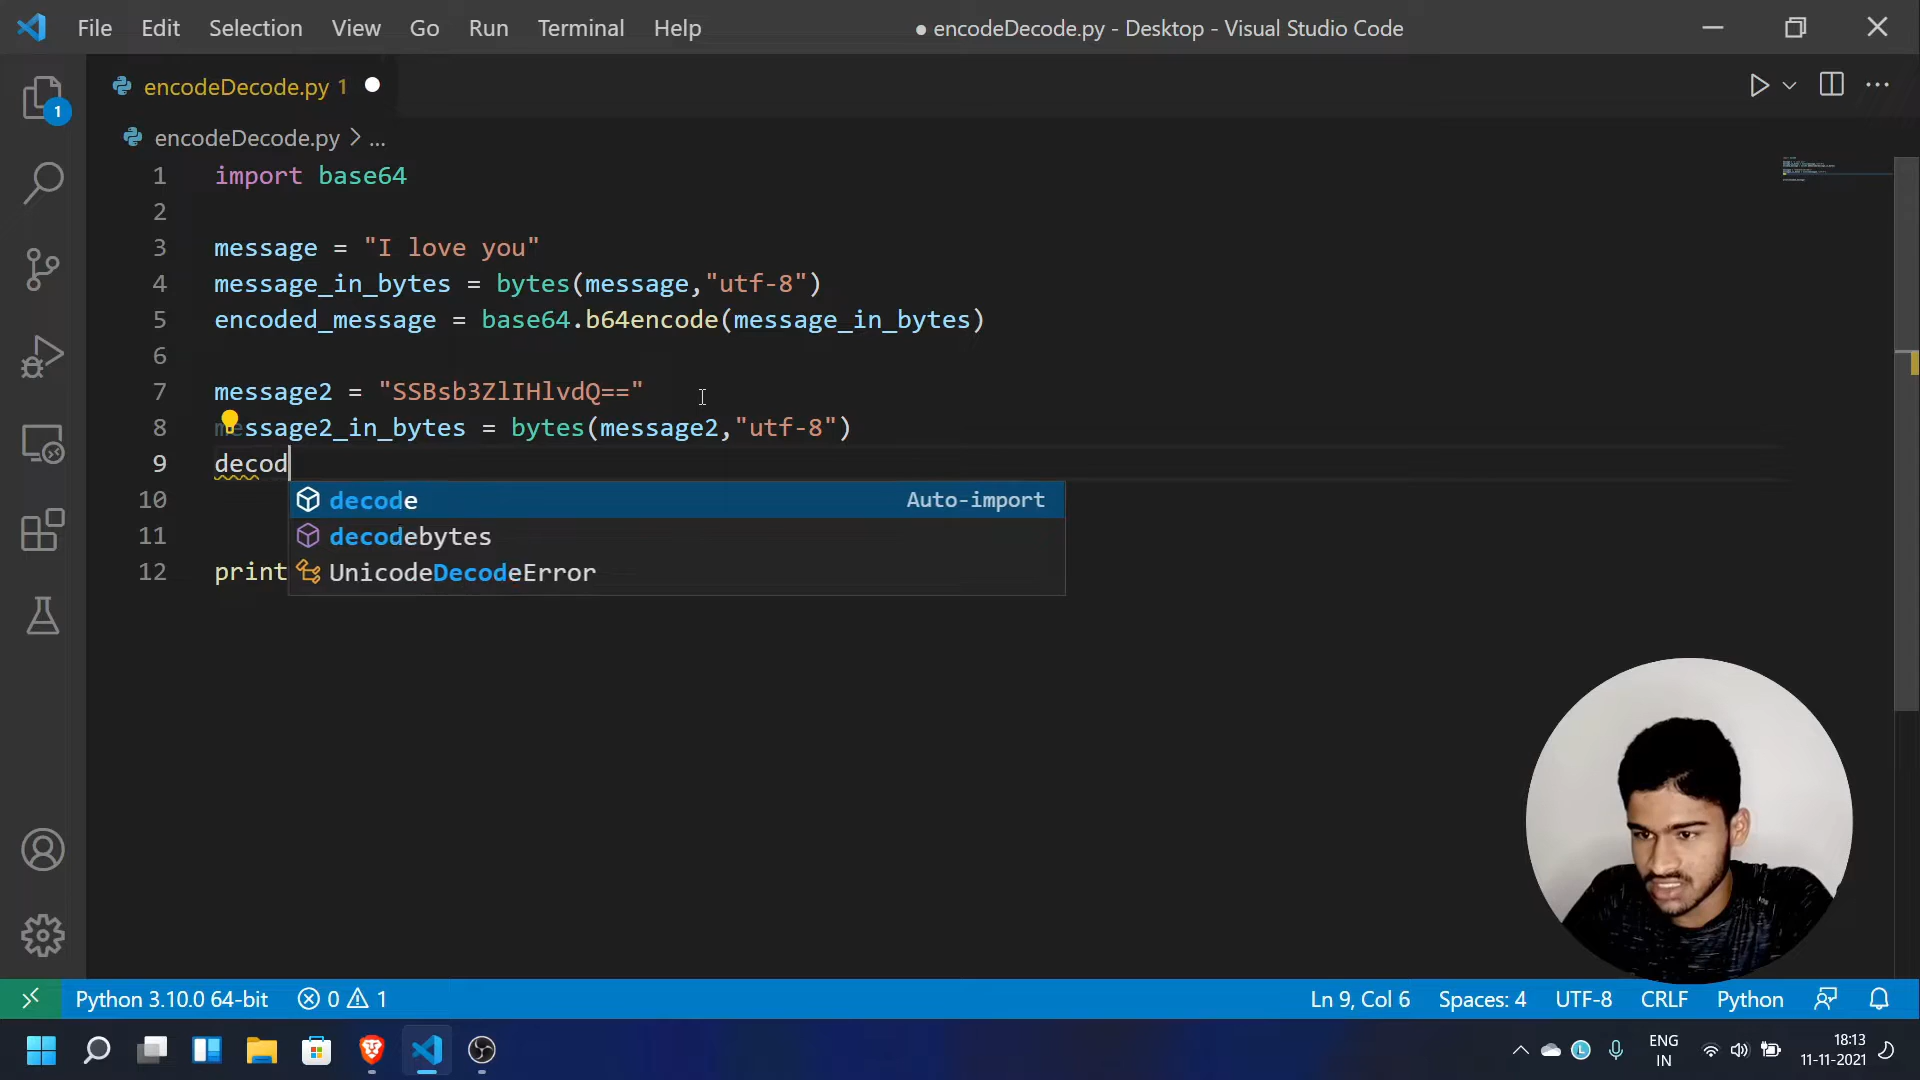 File Edit Selection View Go Run Terminal Help ● encodeDecode.py - Desktop - Visual Studio Code
encodeDecode.py 1
1
encodeDecode.py > ...
1 import base64
2
3 message = "I love you"
4 message_in_bytes = bytes(message,"utf-8")
5 encoded_message = base64.b64encode(message_in_bytes)
6
7 message2 = "SSBsb3ZlIHlvdQ=="
8 message2_in_bytes = bytes(message2,"utf-8")
9 decod
decode Auto-import
10
decodebytes
11
12 print
UnicodeDecodeError
Python 3.10.0 64-bit 0 1 Ln 9, Col 6 Spaces: 4 UTF-8 CRLF Python
ENG 18:13
IN 11-11-2021